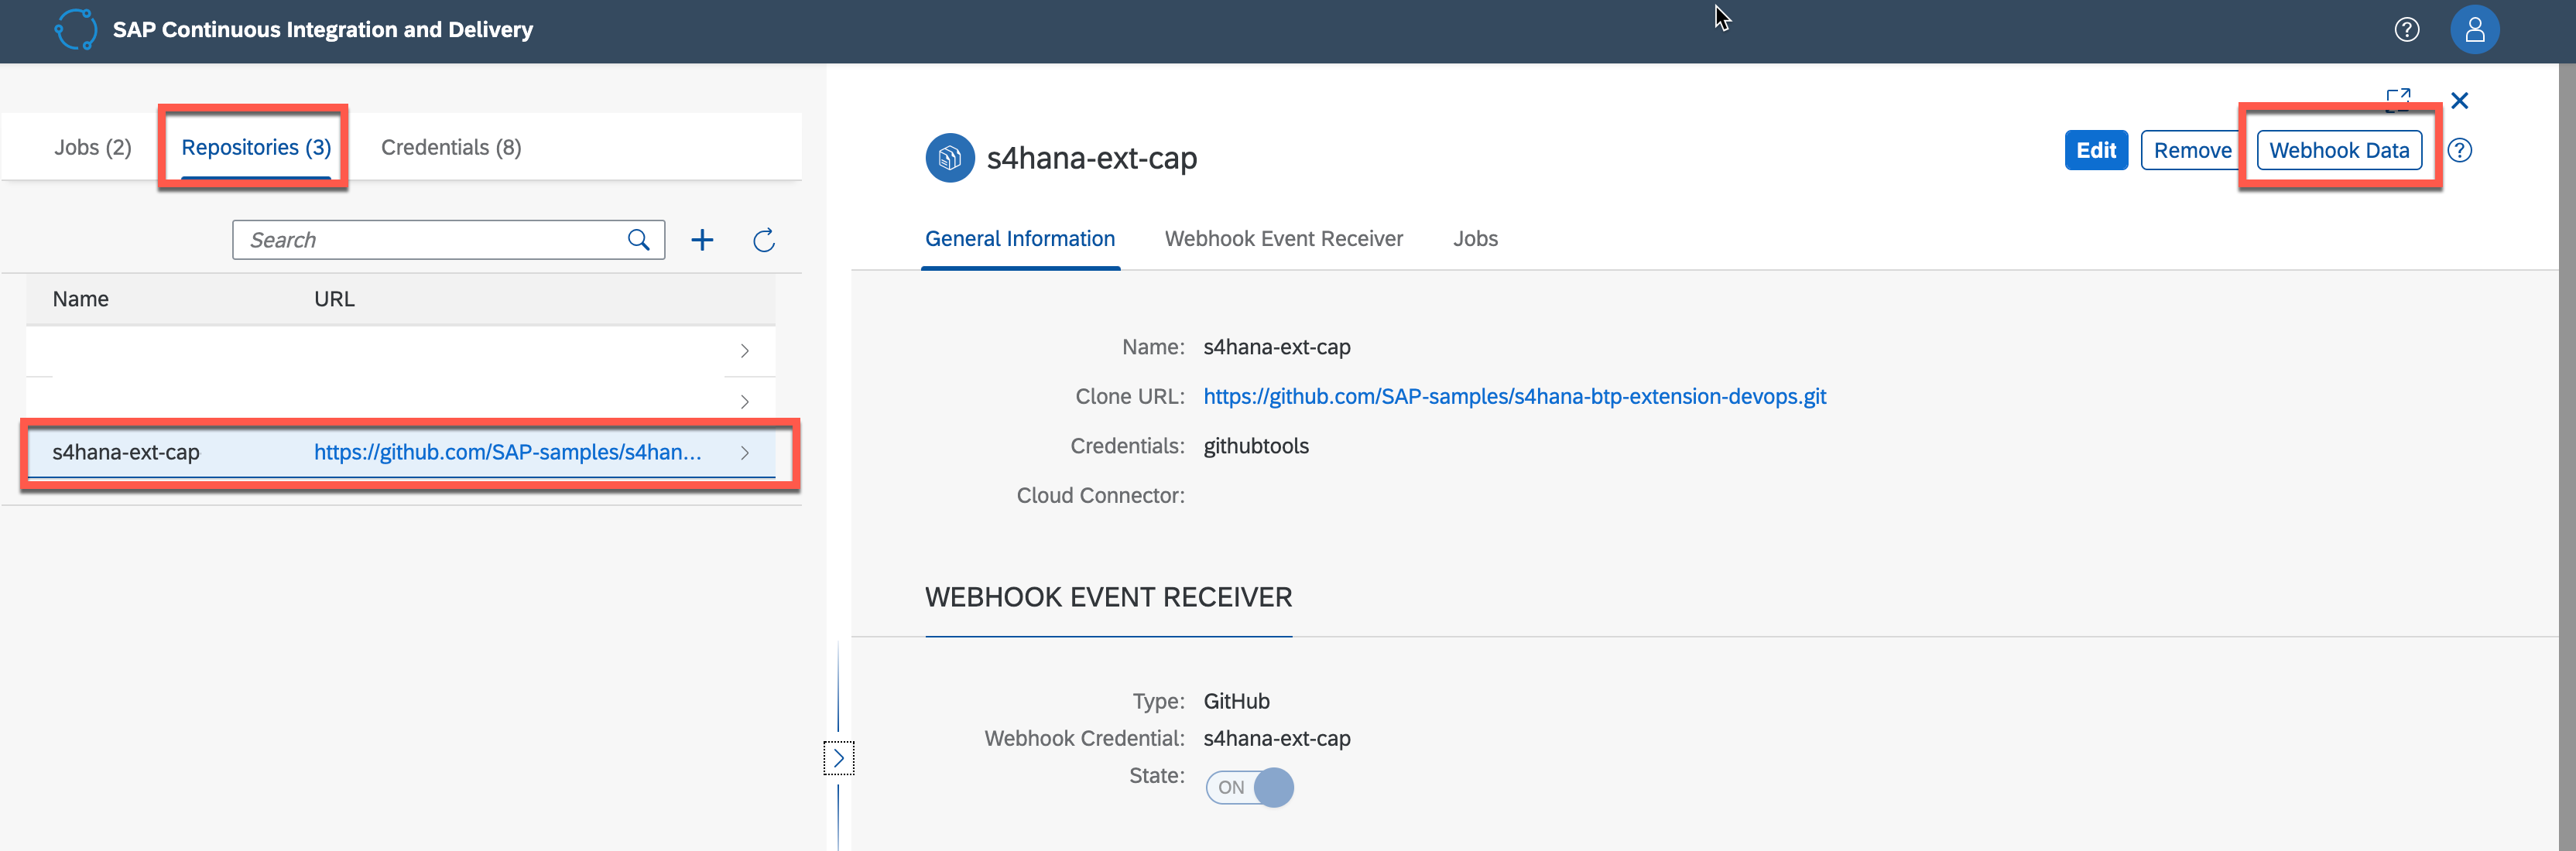 SAP Continuous Integration and Delivery
Jobs (2)
Repositories (3)
Credentials (8)
Search
Name
URL
s4hana-ext-cap
https://github.com/SAP-samples/s4han...
s4hana-ext-cap
Edit
Remove
Webhook Data
General Information
Webhook Event Receiver
Jobs
Name: s4hana-ext-cap
Clone URL: https://github.com/SAP-samples/s4hana-btp-extension-devops.git
Credentials: githubtools
Cloud Connector:
WEBHOOK EVENT RECEIVER
Type: GitHub
Webhook Credential: s4hana-ext-cap
State: ON